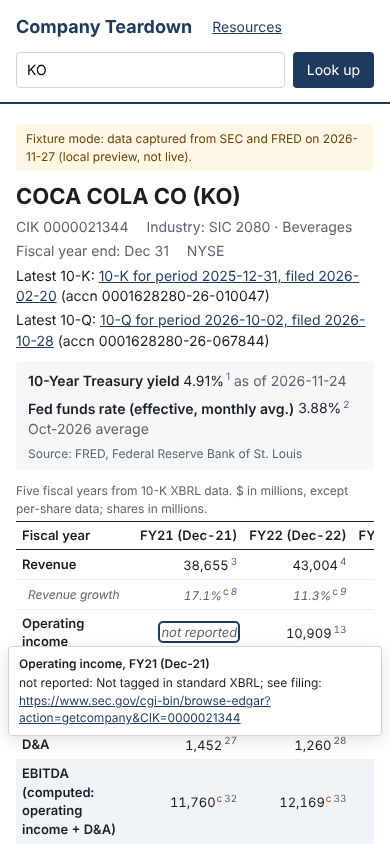 Company Teardown Resources
KO Look up
Fixture mode: data captured from SEC and FRED on 2026-
11-27 (local preview, not live).
COCA COLA CO (KO)
CIK 0000021344 Industry: SIC 2080 · Beverages
Fiscal year end: Dec 31 NYSE
Latest 10-K: 10-K for period 2025-12-31, filed 2026-
02-20 (accn 0001628280-26-010047)
Latest 10-Q: 10-Q for period 2026-10-02, filed 2026-
10-28 (accn 0001628280-26-067844)
10-Year Treasury yield 4.91% 1 as of 2026-11-24
Fed funds rate (effective, monthly avg.) 3.88% 2
Oct-2026 average
Source: FRED, Federal Reserve Bank of St. Louis
Five fiscal years from 10-K XBRL data. $ in millions, except
per-share data; shares in millions.
Fiscal year FY21 (Dec-21) FY22 (Dec-22) FY
Revenue 38,655 3 43,004 4
Revenue growth 17.1% c 8 11.3% c 9
Operating
income not reported 10,909 13
Operating income, FY21 (Dec-21)
not reported: Not tagged in standard XBRL; see filing:
https://www.sec.gov/cgi-bin/browse-edgar?
action=getcompany&CIK=0000021344
D&A 1,452 27 1,260 28
EBITDA
(computed:
operating
income + D&A) 11,760 c 32 12,169 c 33